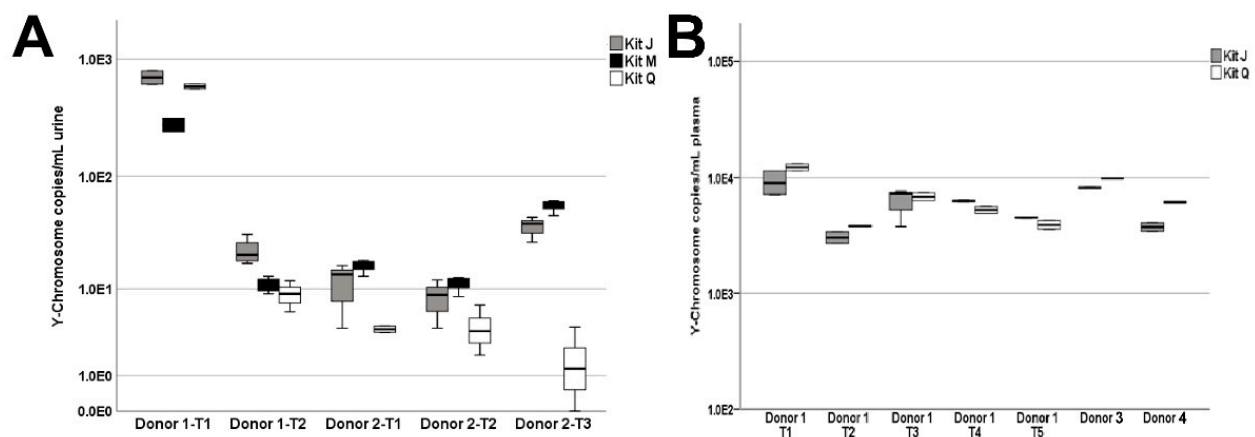 A
Y-Chromosome copies/mL urine
1.0E3
1.0E2
1.0E1
1.0E0
0.0E0
Kit J
Kit M
Kit Q
Donor 1-T1 Donor 1-T2 Donor 2-T1 Donor 2-T2 Donor 2-T3
B
Y-Chromosome copies/mL plasma
1.0E5
1.0E4
1.0E3
1.0E2
Kit J
Kit Q
Donor 1 Donor 1 Donor 1 Donor 1 Donor 1 Donor 3 Donor 4
T1 T2 T3 T4 T5